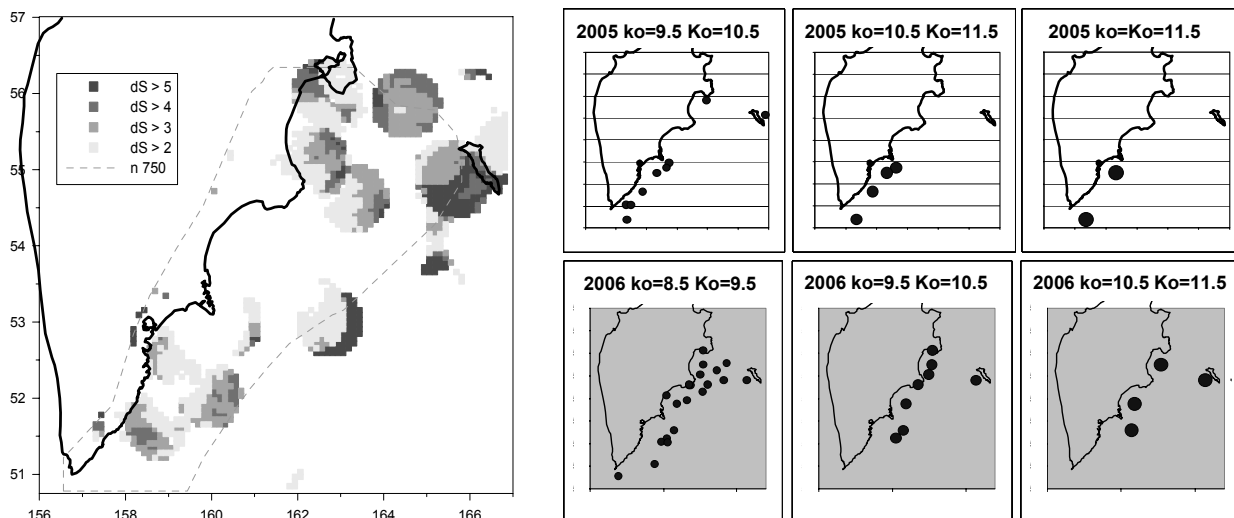 57
56
55
54
53
52
51
156
158
160
162
164
166
dS > 5
dS > 4
dS > 3
dS > 2
n 750
2005 ko=9.5 Ko=10.5
2005 ko=10.5 Ko=11.5
2005 ko=Ko=11.5
2006 ko=8.5 Ko=9.5
2006 ko=9.5 Ko=10.5
2006 ko=10.5 Ko=11.5